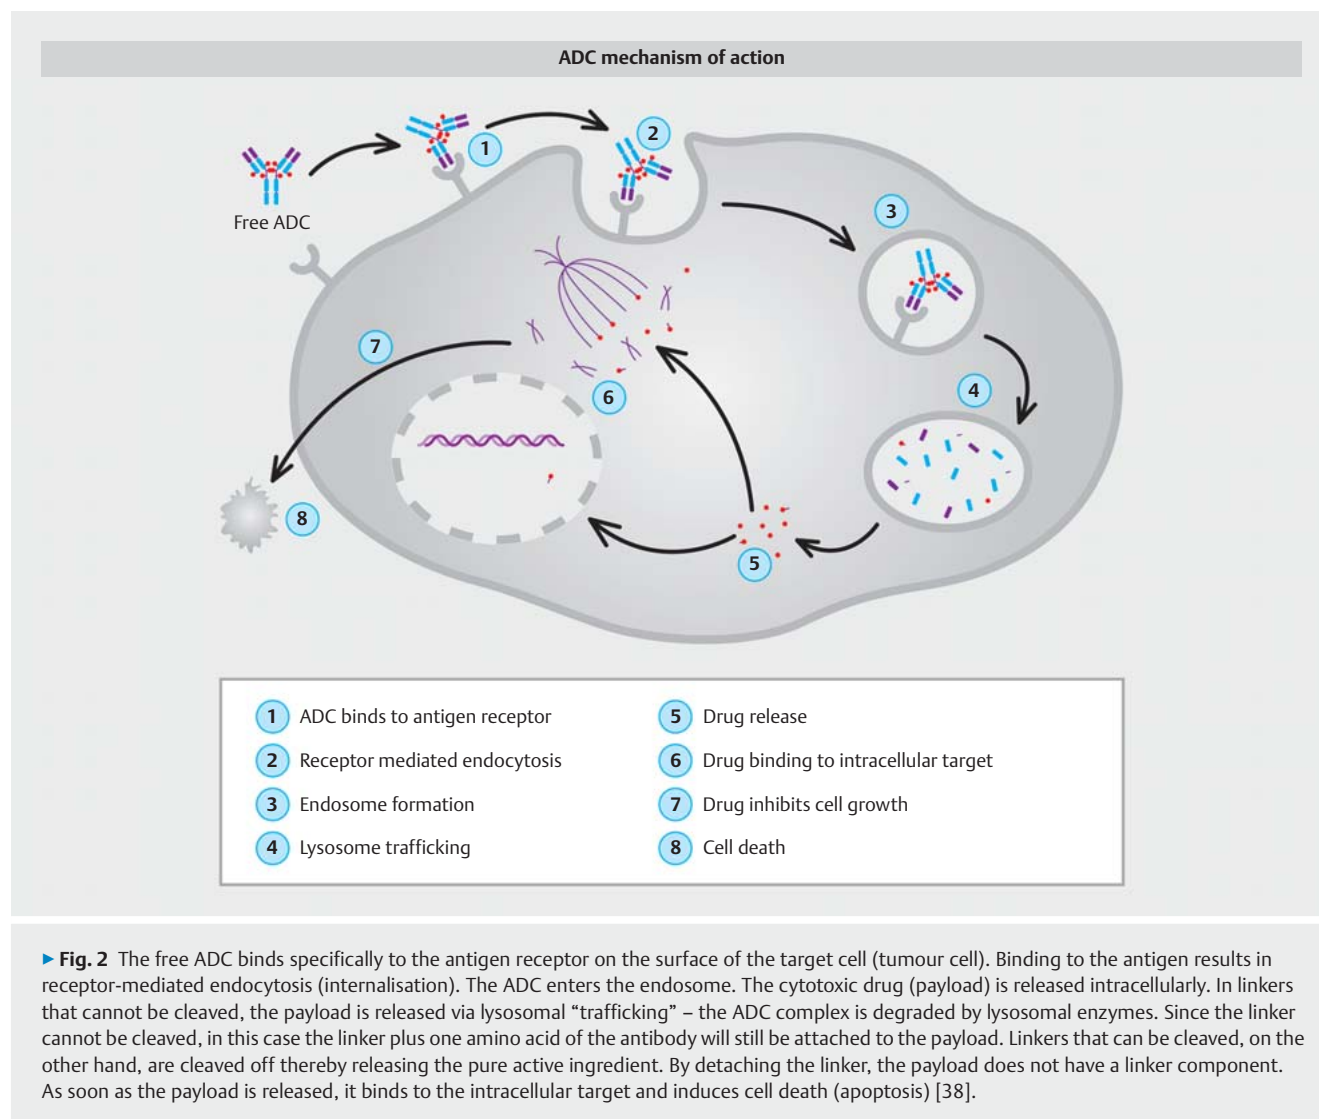 ADC mechanism of action
1
2
Free ADC
3
7
4
6
8
5
1 ADC binds to antigen receptor
2 Receptor mediated endocytosis
3 Endosome formation
4 Lysosome trafficking
5 Drug release
6 Drug binding to intracellular target
7 Drug inhibits cell growth
8 Cell death
▶ Fig. 2 The free ADC binds specifically to the antigen receptor on the surface of the target cell (tumour cell). Binding to the antigen results in
receptor-mediated endocytosis (internalisation). The ADC enters the endosome. The cytotoxic drug (payload) is released intracellularly. In linkers
that cannot be cleaved, the payload is released via lysosomal “trafficking” – the ADC complex is degraded by lysosomal enzymes. Since the linker
cannot be cleaved, in this case the linker plus one amino acid of the antibody will still be attached to the payload. Linkers that can be cleaved, on the
other hand, are cleaved off thereby releasing the pure active ingredient. By detaching the linker, the payload does not have a linker component.
As soon as the payload is released, it binds to the intracellular target and induces cell death (apoptosis) [38].